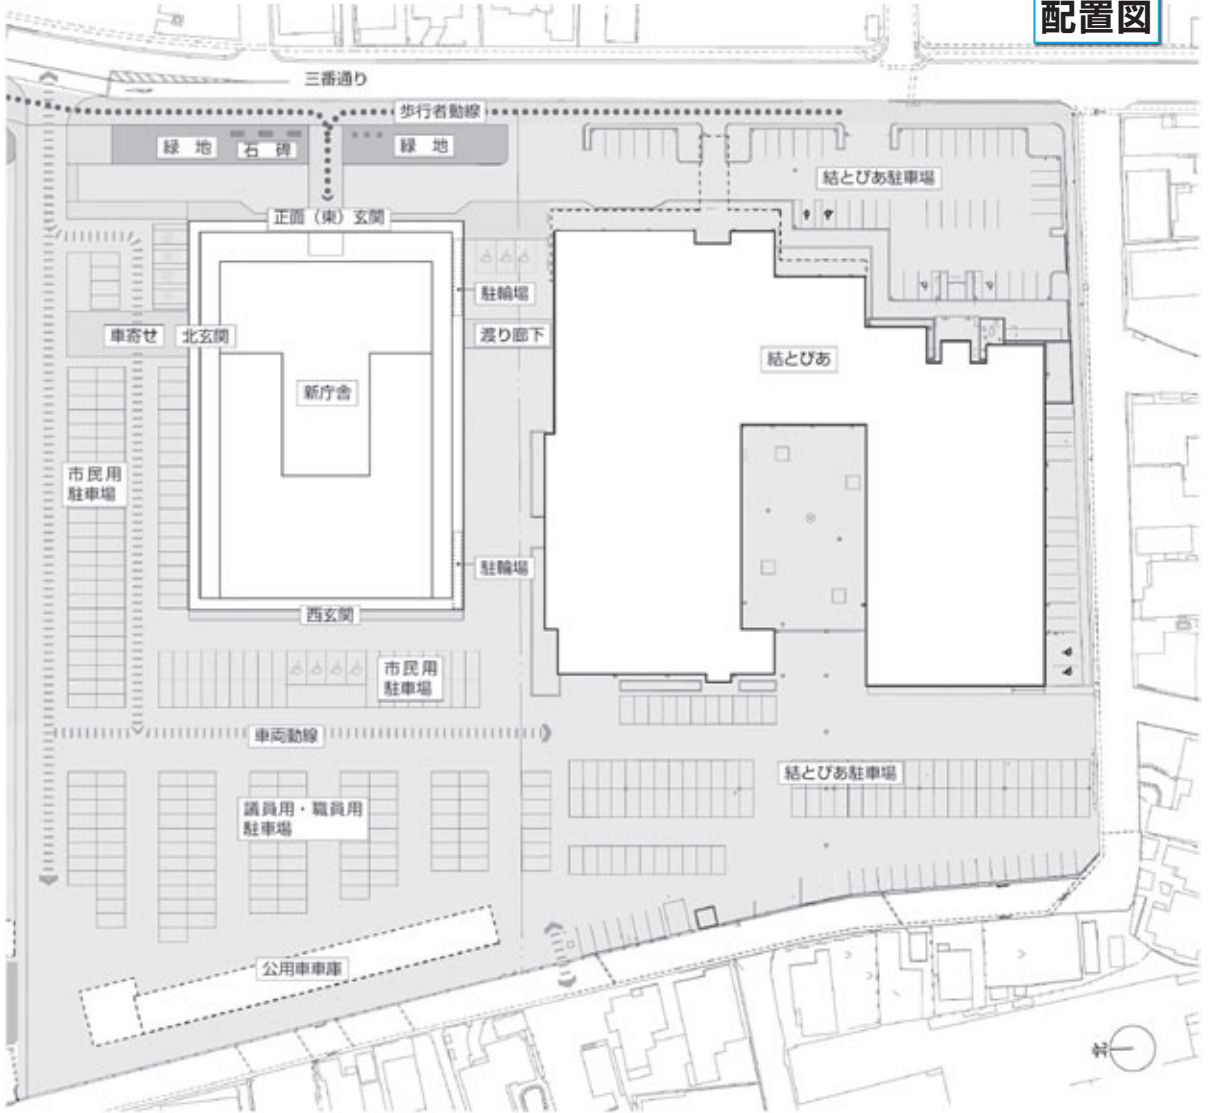 配置図
三番通り
歩行者動線
緑 地
石 碑
緑 地
結とぴあ駐車場
正面（東）玄関
駐輪場
車寄せ
北玄関
渡り廊下
結とぴあ
新庁舎
市民用
駐車場
駐輪場
西玄関
市民用
駐車場
車両動線
結とぴあ駐車場
議員用・職員用
駐車場
公用車車庫
北